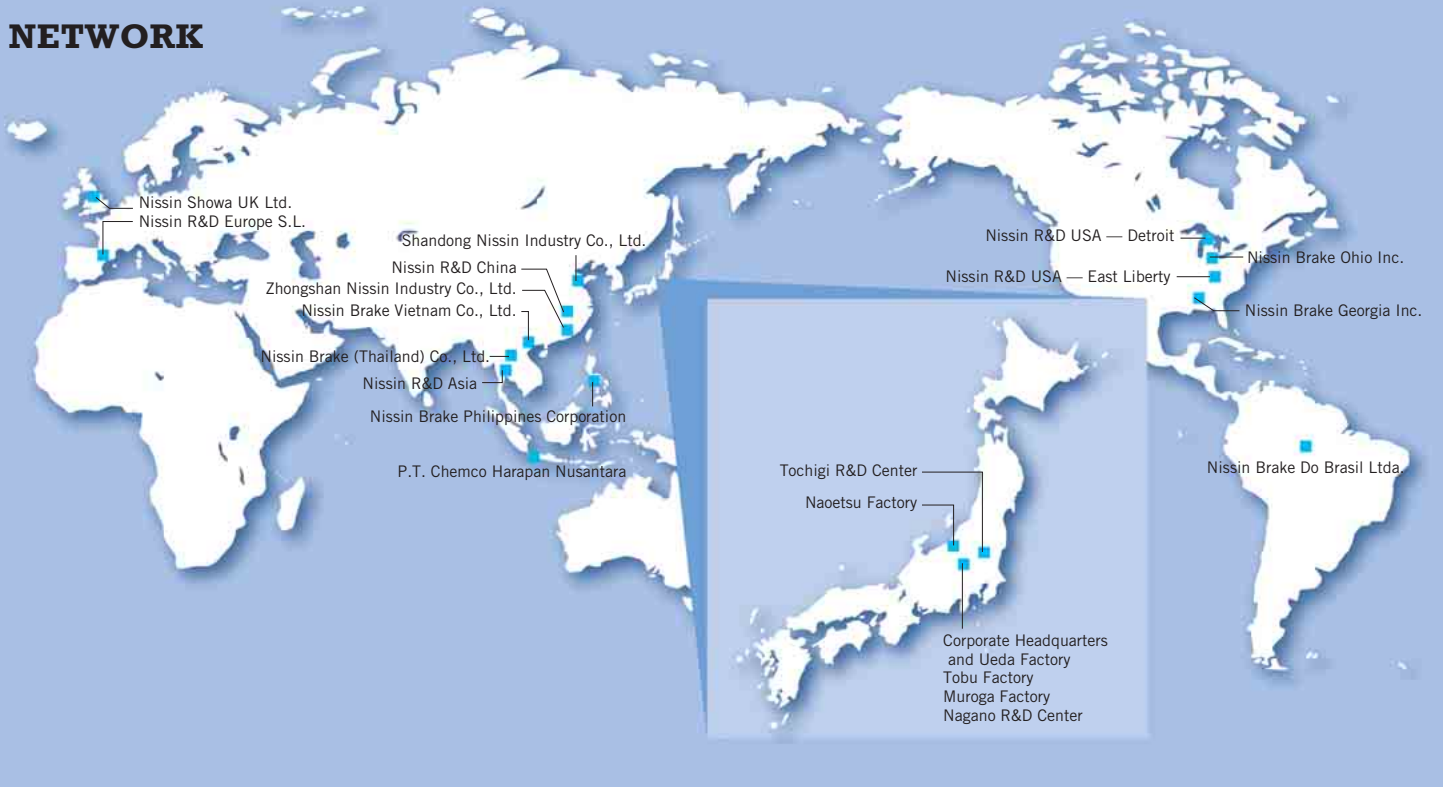 NETWORK
Nissin Showa UK Ltd.
Nissin R&D Europe S.L.
Shandong Nissin Industry Co., Ltd.
Nissin R&D China
Zhongshan Nissin Industry Co., Ltd.
Nissin Brake Vietnam Co., Ltd.
Nissin Brake (Thailand) Co., Ltd.
Nissin R&D Asia
Nissin Brake Philippines Corporation
P.T. Chemco Harapan Nusantara
Nissin R&D USA — Detroit
Nissin Brake Ohio Inc.
Nissin R&D USA — East Liberty
Nissin Brake Georgia Inc.
Nissin Brake Do Brasil Ltda.
Tochigi R&D Center
Naoetsu Factory
Corporate Headquarters
and Ueda Factory
Tobu Factory
Muroga Factory
Nagano R&D Center